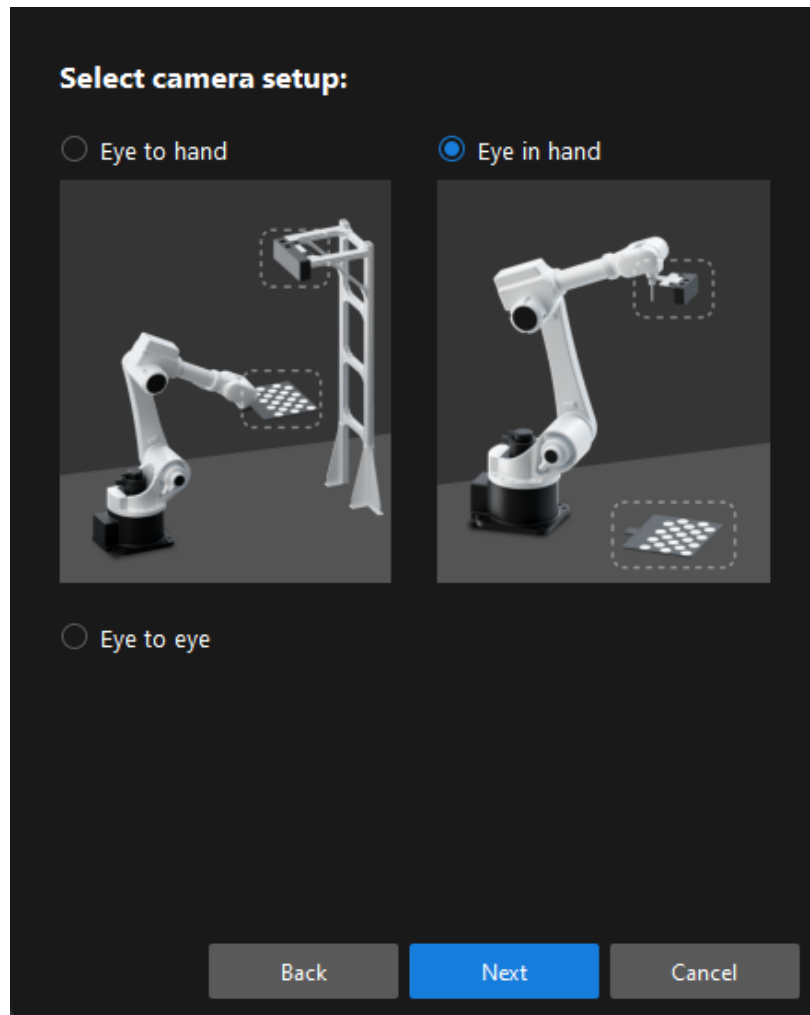 Select camera setup:
Eye to hand
Eye in hand
Eye to eye
Back
Next
Cancel